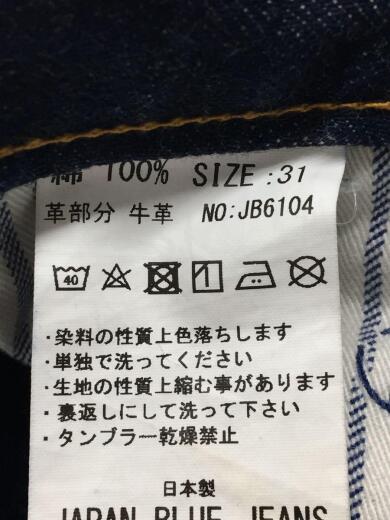 綿 100% SIZE:31
革部分 牛革 NO:JB6104
40
・染料の性質上色落ちします
・単独で洗ってください
・生地の性質上縮む事があります
・裏返しにして洗って下さい
・タンブラー乾燥禁止
日本製
JAPAN BLUE JEANS